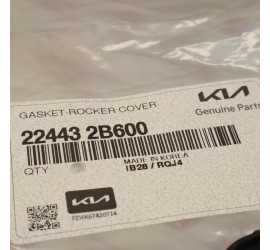 KIA
Genuine Parts
GASKET-ROCKER COVER
22443 2B600
MADE IN KOREA
QTY
IB2B / RQJ4
KIA